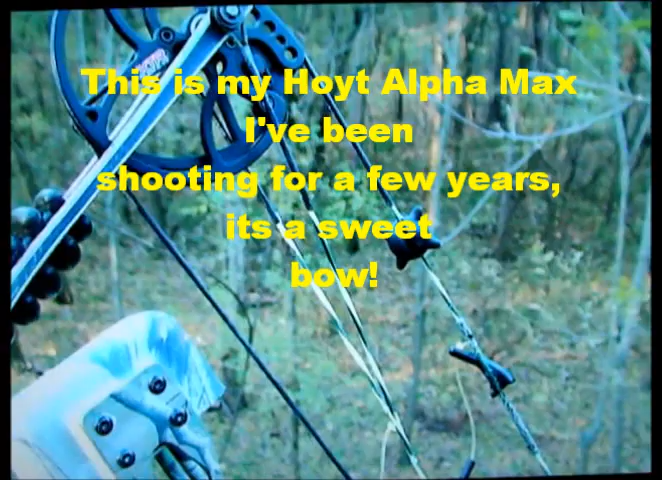 This is my Hoyt Alpha Max
I've been
shooting for a few years,
its a sweet
bow!